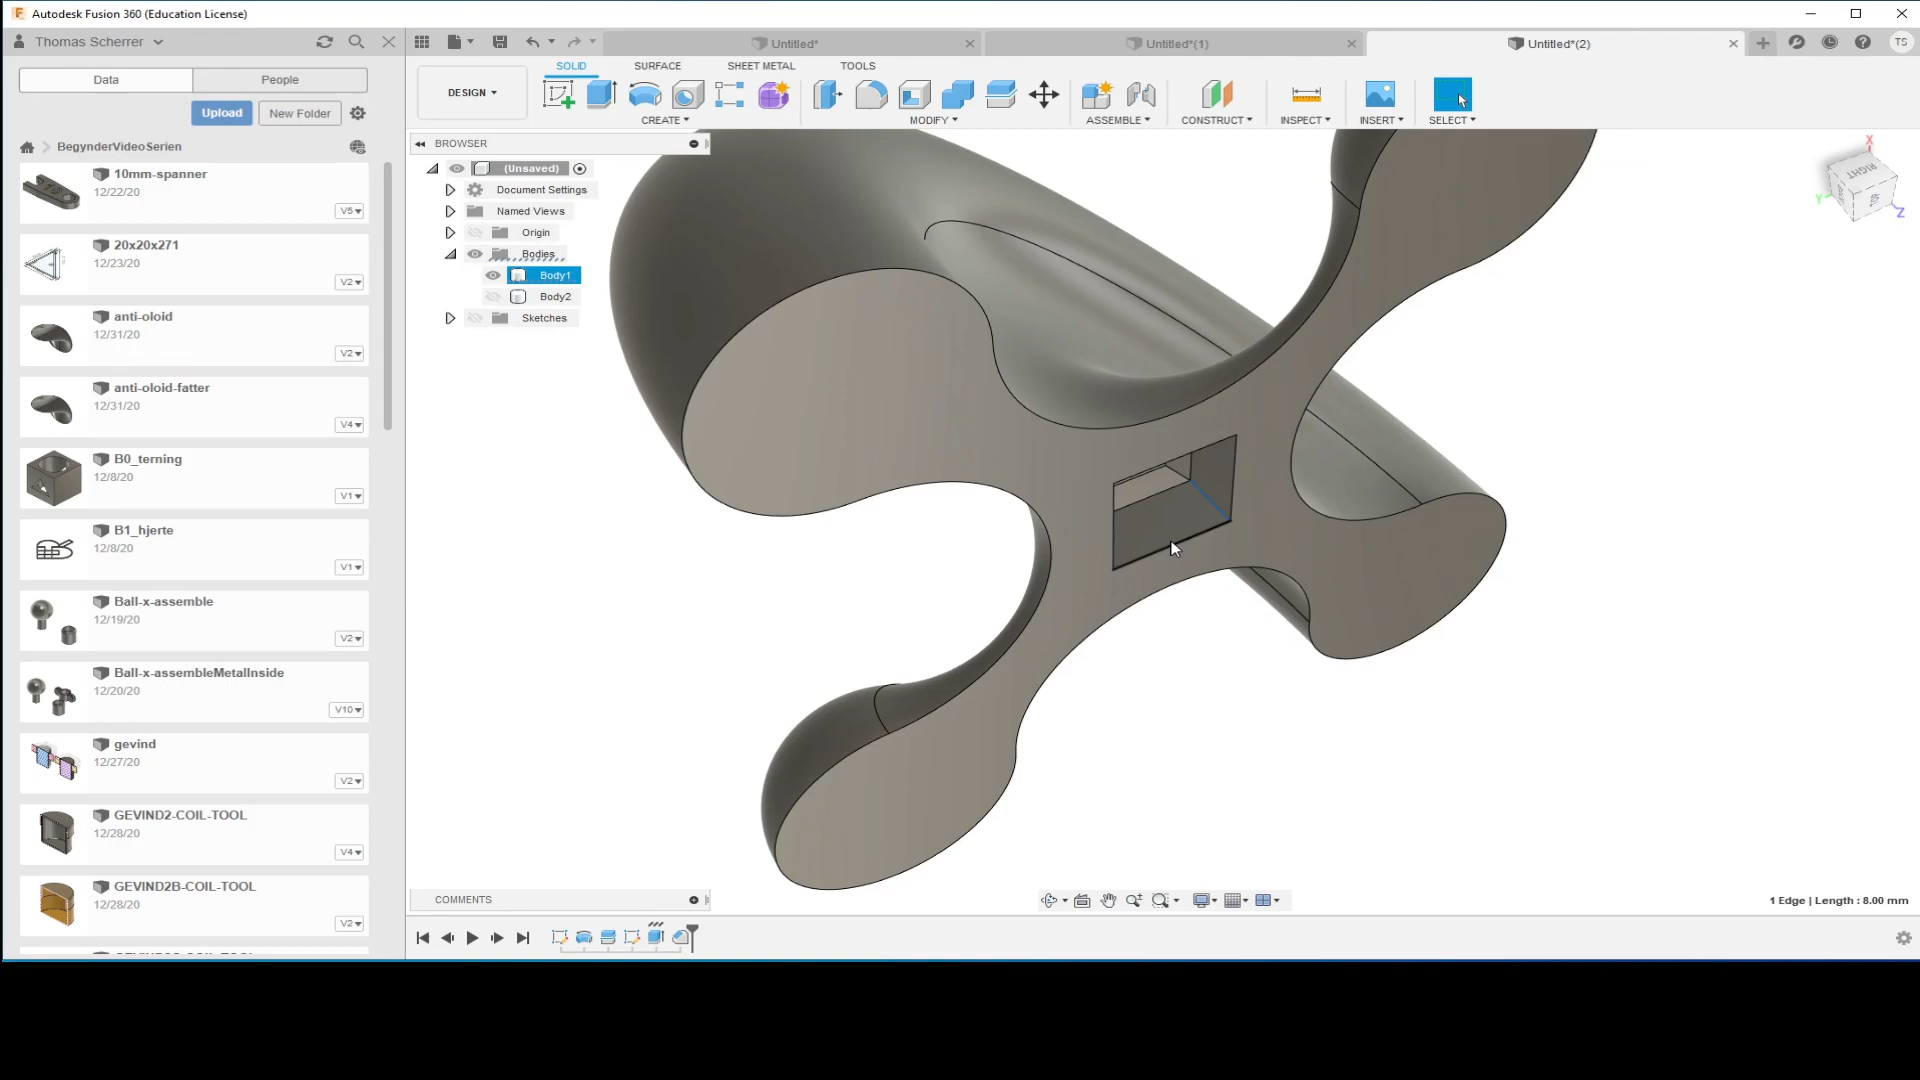 Autodesk Fusion 360 (Education License)
Thomas Scherrer
Untitled*
Untitled*(1)
Untitled*(2)
TS
Data
People
Upload
New Folder
BegynderVideoSerien
10mm-spanner
12/22/20
V5
20x20x271
12/23/20
V2
anti-oloid
12/31/20
V2
anti-oloid-fatter
12/31/20
V4
B0_terning
12/8/20
V1
B1_hjerte
12/8/20
V1
Ball-x-assemble
12/19/20
V2
Ball-x-assembleMetalInside
12/20/20
V10
gevind
12/27/20
V2
GEVIND2-COIL-TOOL
12/28/20
V4
GEVIND2B-COIL-TOOL
12/28/20
V2
DESIGN
SOLID
SURFACE
SHEET METAL
TOOLS
CREATE
MODIFY
ASSEMBLE
CONSTRUCT
INSPECT
INSERT
SELECT
BROWSER
(Unsaved)
Document Settings
Named Views
Origin
Bodies
Body1
Body2
Sketches
X
RIGHT
Y
Z
COMMENTS
1 Edge | Length : 8.00 mm